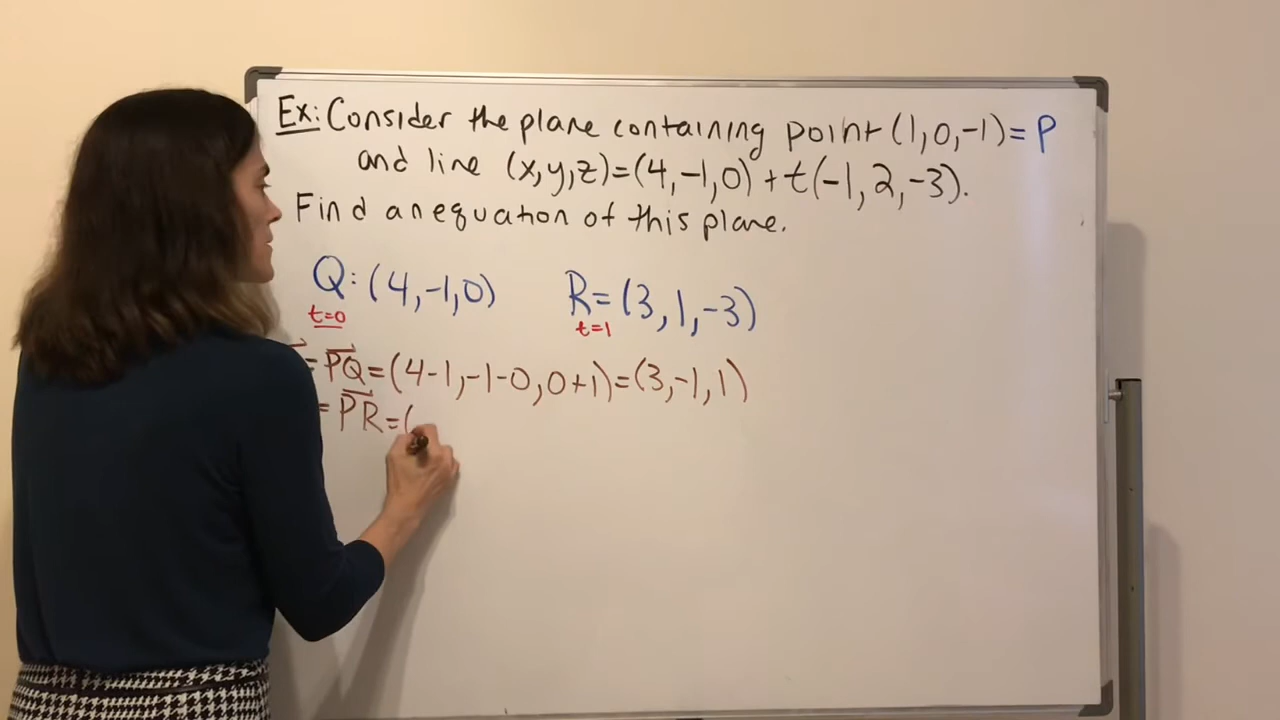 Ex: Consider the plane containing point (1, 0, -1) = P
and line (x,y,z) = (4, -1, 0) + t(-1, 2, -3).
Find an equation of this plane.
Q: (4, -1, 0) R = (3, 1, -3)
t=0 t=1
= PQ = (4-1, -1-0, 0+1) = (3, -1, 1)
= PR = (